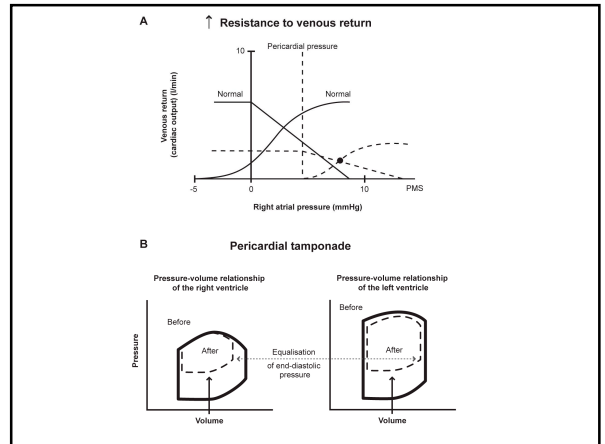 A
↑ Resistance to venous return
Pericardial pressure
10
Normal
Normal
Venous return
(cardiac output) (l/min)
-5
0
10
PMS
Right atrial pressure (mmHg)
B
Pericardial tamponade
Pressure-volume relationship
of the right ventricle
Pressure-volume relationship
of the left ventricle
Before
Before
After
After
Equalisation
of end-diastolic
pressure
Pressure
Volume
Volume